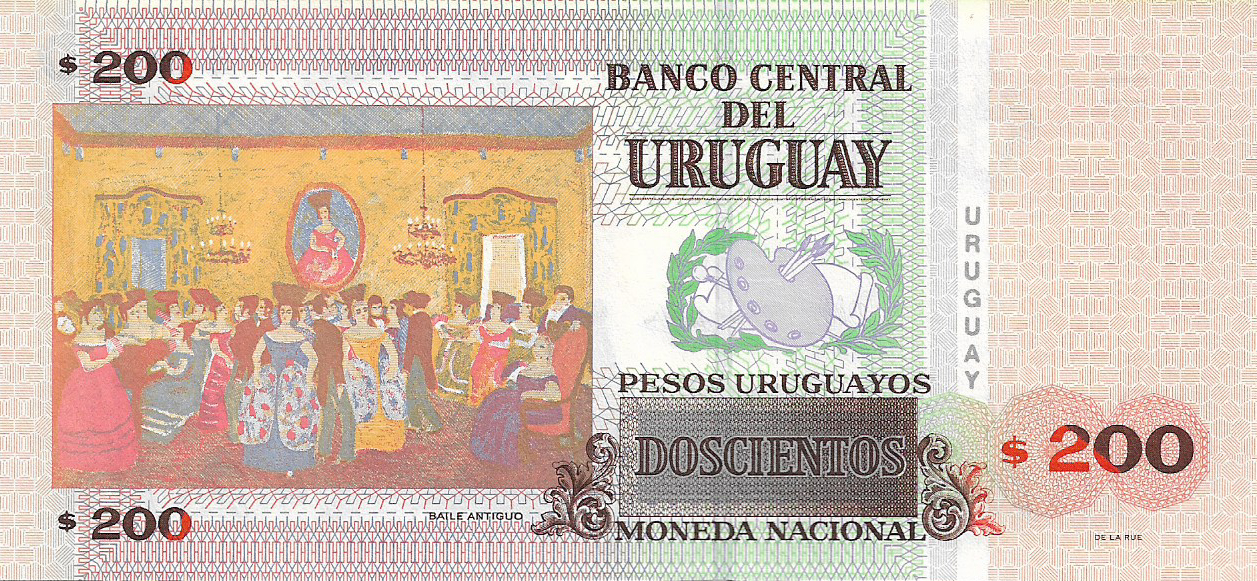 $ 200
BANCO CENTRAL
DEL
URUGUAY
URUGUAY
PESOS URUGUAYOS
DOSCIENTOS
$ 200
$ 200
BAILE ANTIGUO
MONEDA NACIONAL
DE LA RUE